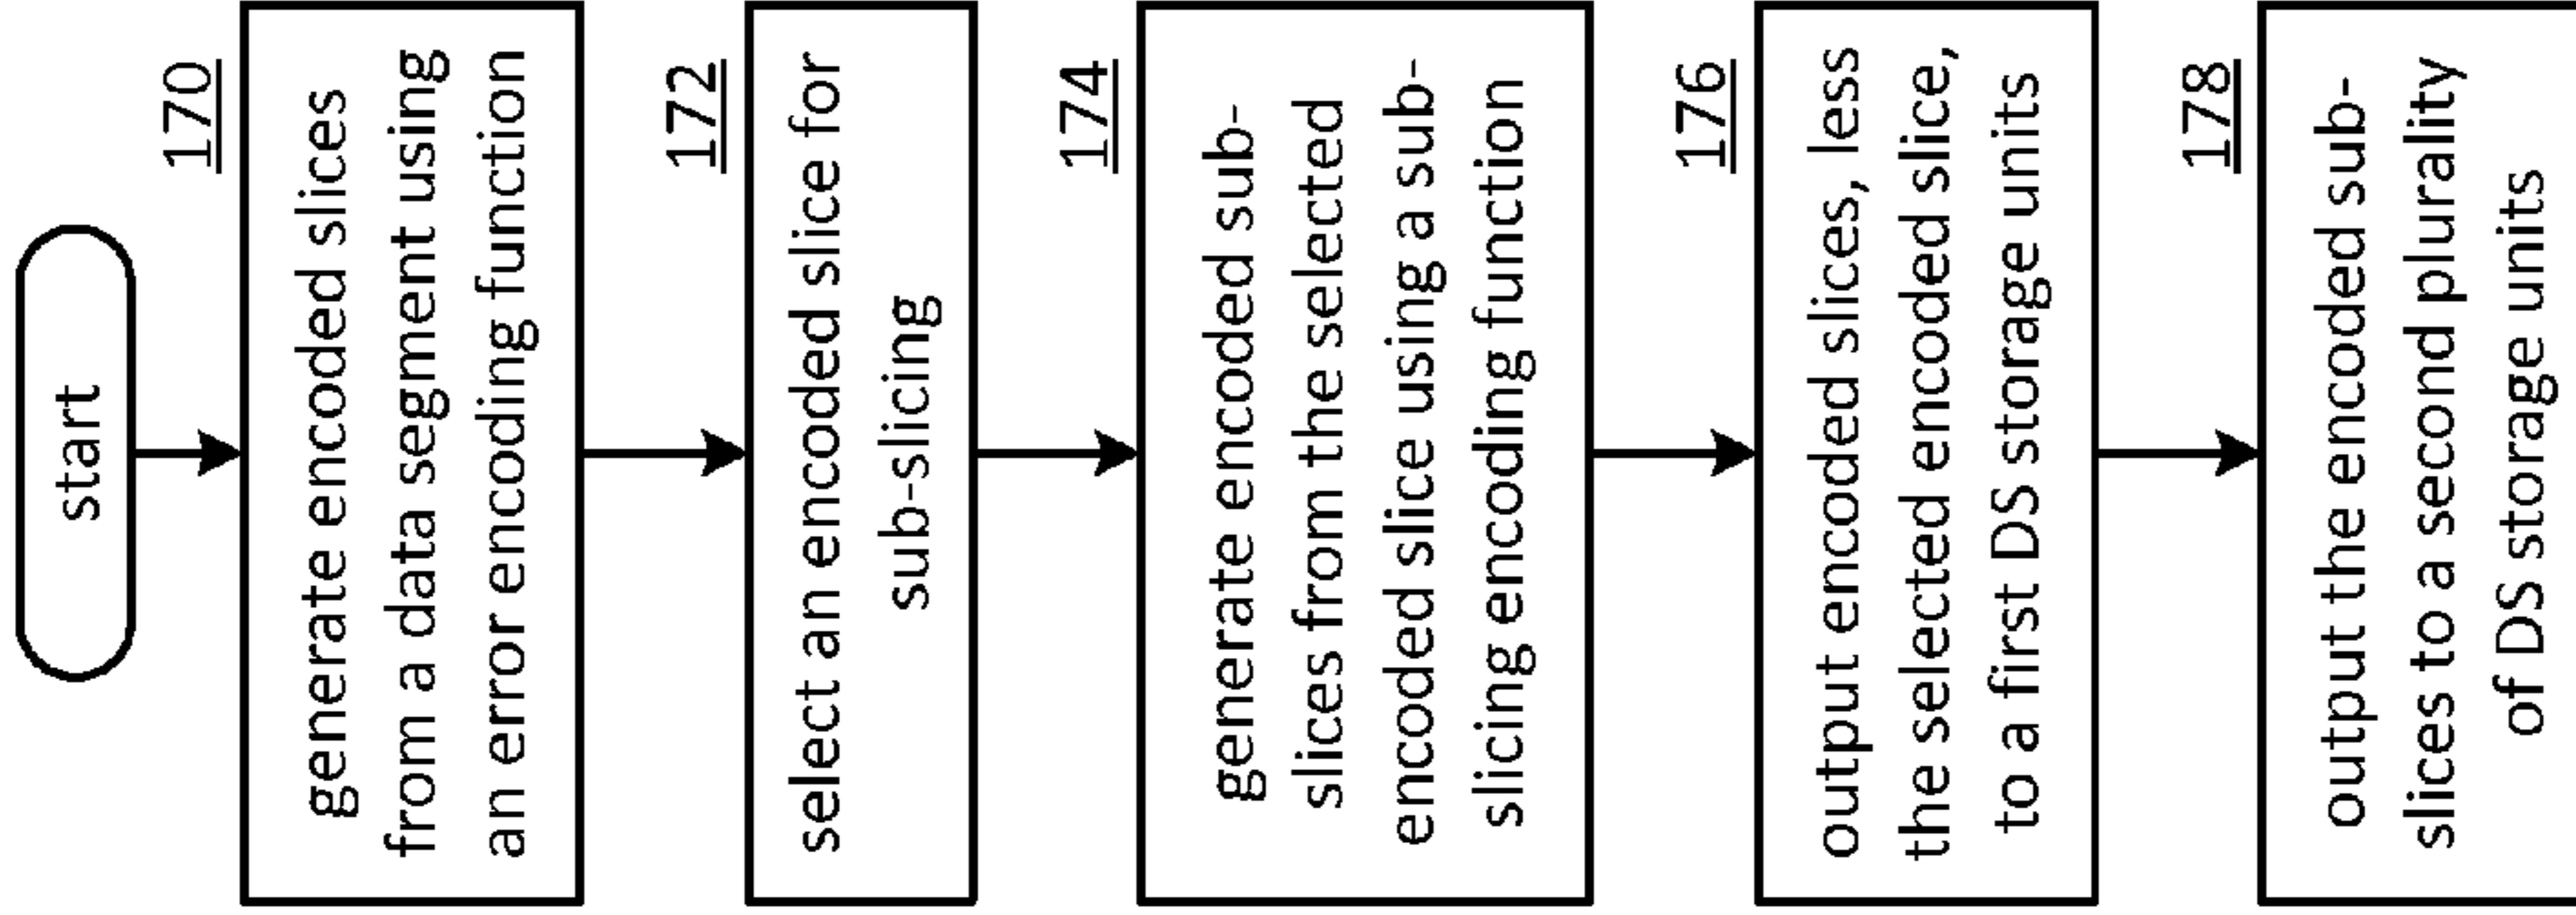 start
170
generate encoded slices
from a data segment using
an error encoding function
172
select an encoded slice for
sub-slicing
174
generate encoded sub-
slices from the selected
encoded slice using a sub-
slicing encoding function
176
output encoded slices, less
the selected encoded slice,
to a first DS storage units
178
output the encoded sub-
slices to a second plurality
of DS storage units